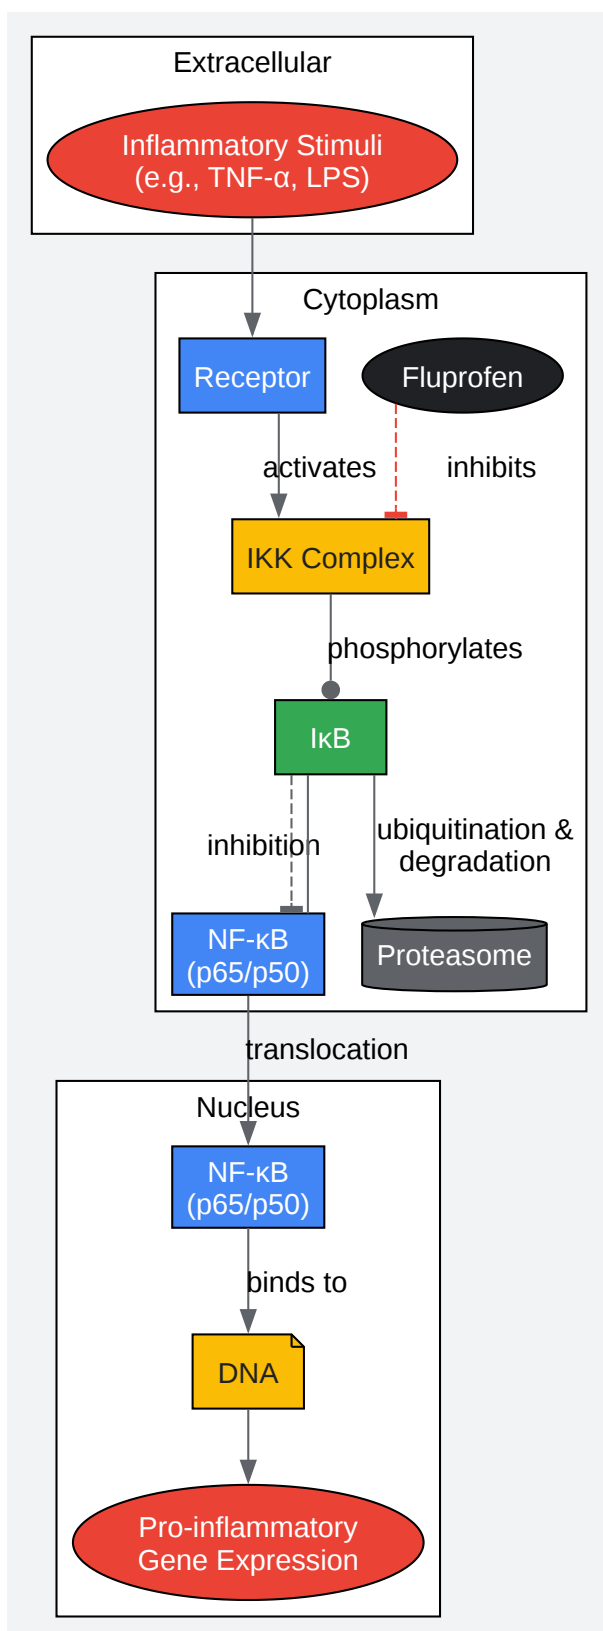 Extracellular
Inflammatory Stimuli
(e.g., TNF-α, LPS)
Cytoplasm
Receptor
Fluprofen
activates
inhibits
IKK Complex
phosphorylates
IκB
inhibition
ubiquitination &
degradation
NF-κB
(p65/p50)
Proteasome
translocation
Nucleus
NF-κB
(p65/p50)
binds to
DNA
Pro-inflammatory
Gene Expression